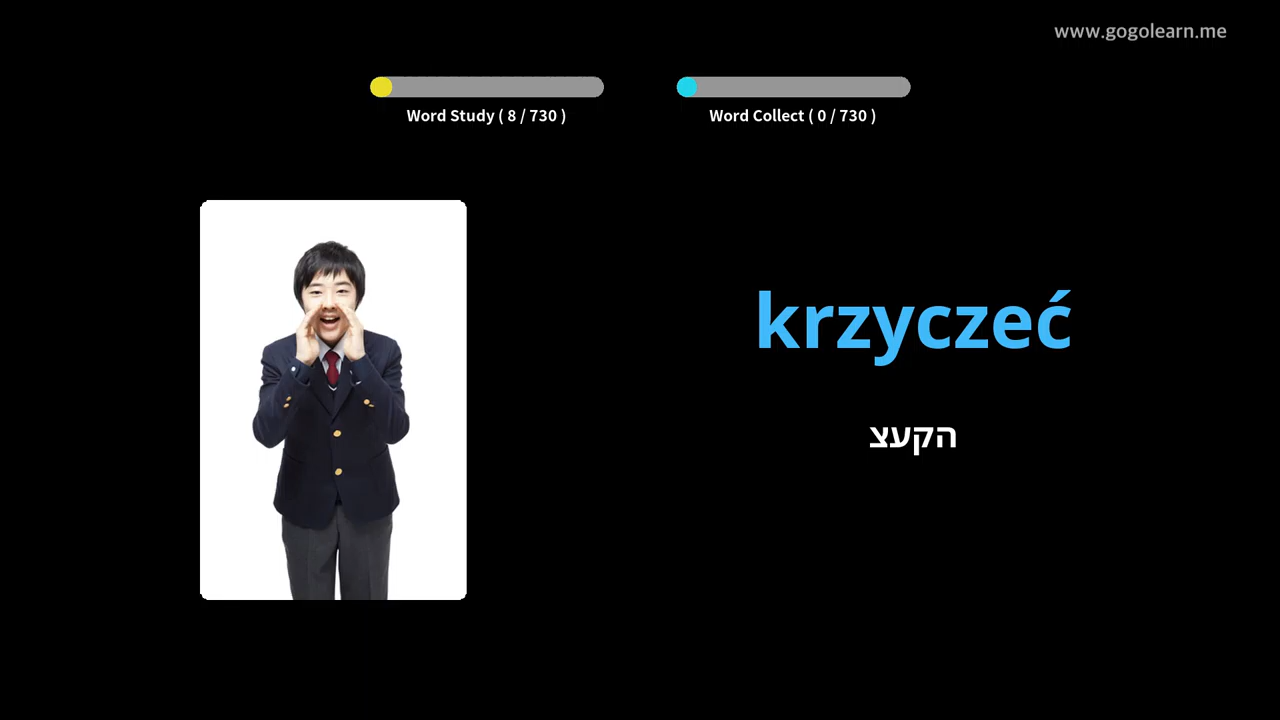 www.gogolearn.me
Word Study ( 8 / 730 )
Word Collect ( 0 / 730 )
krzyczeć
הקעצ